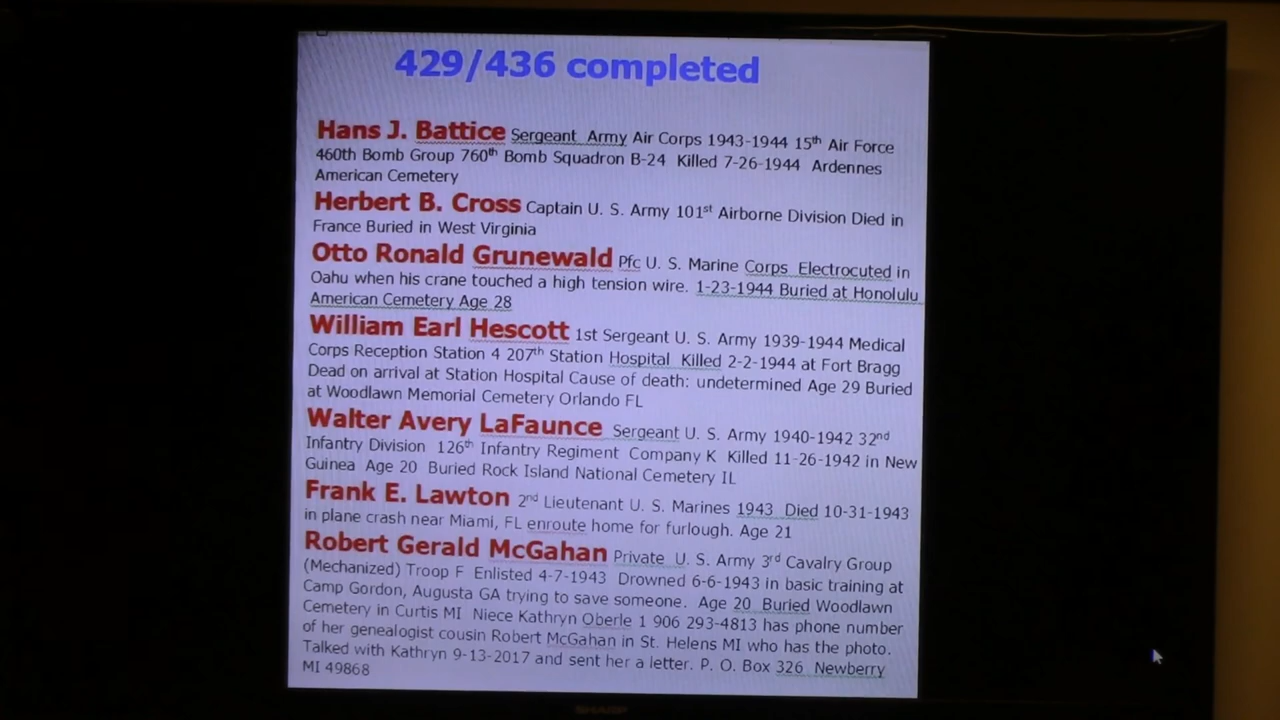 429/436 completed
Hans J. Battice Sergeant Army Air Corps 1943-1944 15th Air Force
460th Bomb Group 760th Bomb Squadron B-24 Killed 7-26-1944 Ardennes
American Cemetery
Herbert B. Cross Captain U. S. Army 101st Airborne Division Died in
France Buried in West Virginia
Otto Ronald Grunewald Pfc U. S. Marine Corps Electrocuted in
Oahu when his crane touched a high tension wire. 1-23-1944 Buried at Honolulu
American Cemetery Age 28
William Earl Hescott 1st Sergeant U. S. Army 1939-1944 Medical
Corps Reception Station 4 207th Station Hospital Killed 2-2-1944 at Fort Bragg
Dead on arrival at Station Hospital Cause of death: undetermined Age 29 Buried
at Woodlawn Memorial Cemetery Orlando FL
Walter Avery LaFaunce Sergeant U. S. Army 1940-1942 32nd
Infantry Division 126th Infantry Regiment Company K Killed 11-26-1942 in New
Guinea Age 20 Buried Rock Island National Cemetery IL
Frank E. Lawton 2nd Lieutenant U. S. Marines 1943 Died 10-31-1943
in plane crash near Miami, FL enroute home for furlough. Age 21
Robert Gerald McGahan Private U. S. Army 3rd Cavalry Group
(Mechanized) Troop F Enlisted 4-7-1943 Drowned 6-6-1943 in basic training at
Camp Gordon, Augusta GA trying to save someone. Age 20 Buried Woodlawn
Cemetery in Curtis MI Niece Kathryn Oberle 1 906 293-4813 has phone number
of her genealogist cousin Robert McGahan in St. Helens MI who has the photo.
Talked with Kathryn 9-13-2017 and sent her a letter. P. O. Box 326 Newberry
MI 49868
SHARP